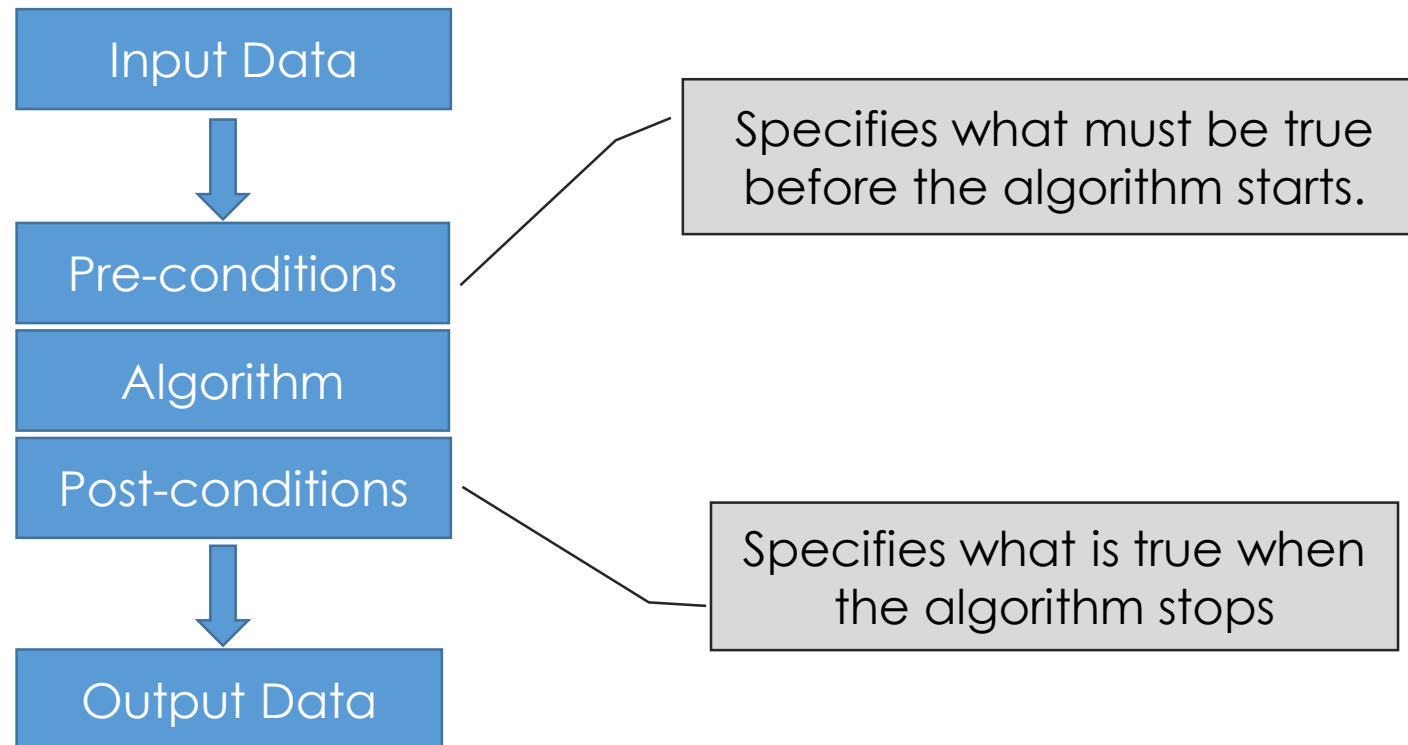 Input Data
Specifies what must be true
before the algorithm starts.
Pre-conditions
Algorithm
Post-conditions
Specifies what is true when
the algorithm stops
Output Data